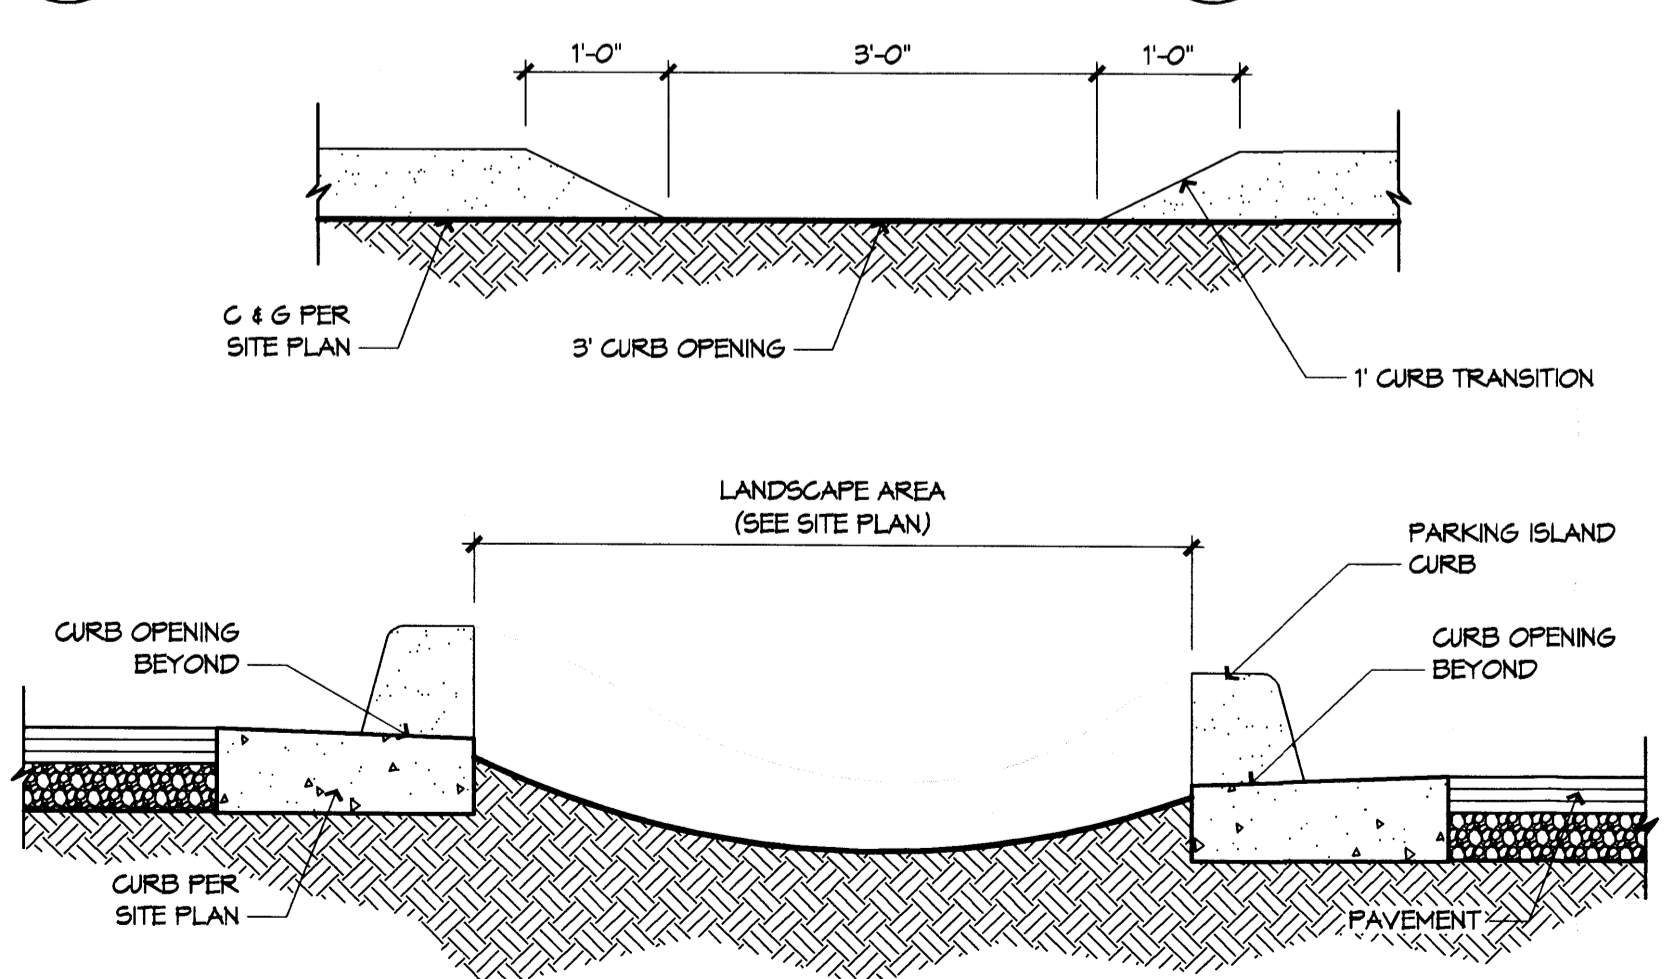 1'-0" 3'-0" 1'-0"
C & G PER
SITE PLAN
3' CURB OPENING
1' CURB TRANSITION
LANDSCAPE AREA
(SEE SITE PLAN)
PARKING ISLAND
CURB
CURB OPENING
BEYOND
CURB OPENING
BEYOND
CURB PER
SITE PLAN
PAVEMENT